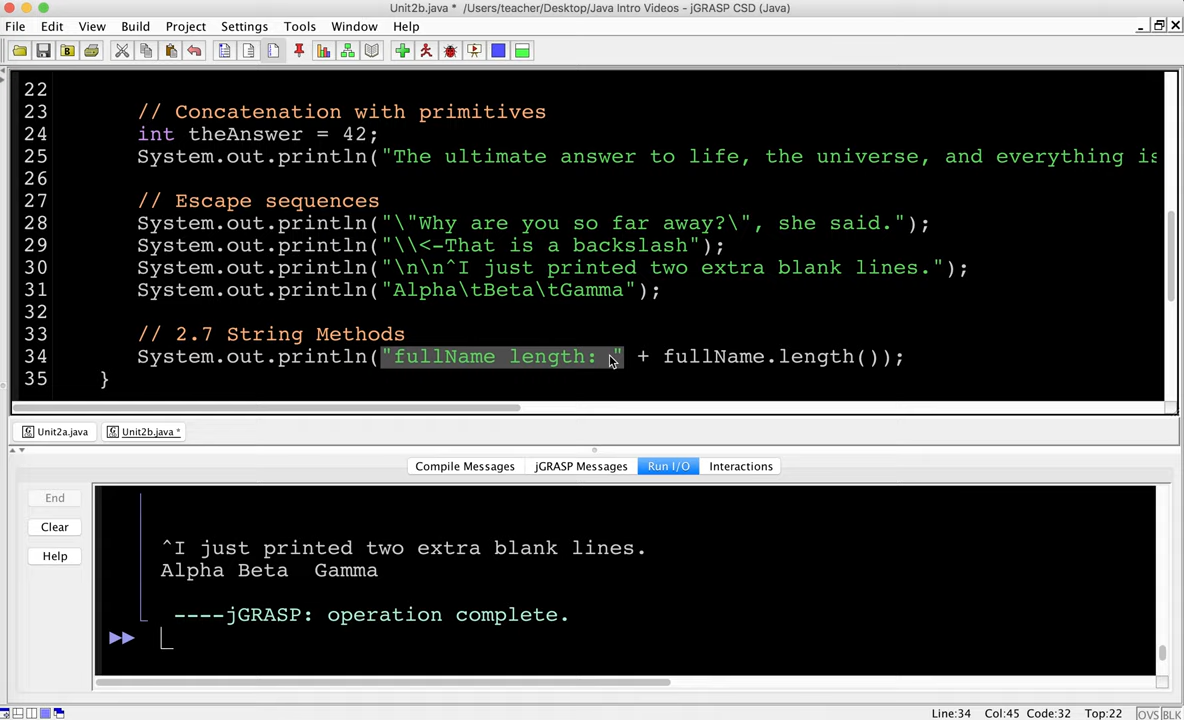 Unit2b.java * /Users/teacher/Desktop/Java Intro Videos - jGRASP CSD (Java)
File Edit View Build Project Settings Tools Window Help
22
23 // Concatenation with primitives
24 int theAnswer = 42;
25 System.out.println("The ultimate answer to life, the universe, and everything is
26
27 // Escape sequences
28 System.out.println("\"Why are you so far away?\", she said.");
29 System.out.println("\\<-That is a backslash");
30 System.out.println("\n\n^I just printed two extra blank lines.");
31 System.out.println("Alpha\tBeta\tGamma");
32
33 // 2.7 String Methods
34 System.out.println("fullName length: " + fullName.length());
35 }
Unit2a.java Unit2b.java *
Compile Messages jGRASP Messages Run I/O Interactions
End
Clear
Help
^I just printed two extra blank lines.
Alpha Beta  Gamma
----jGRASP: operation complete.
Line:34 Col:45 Code:32 Top:22 OVS BLK